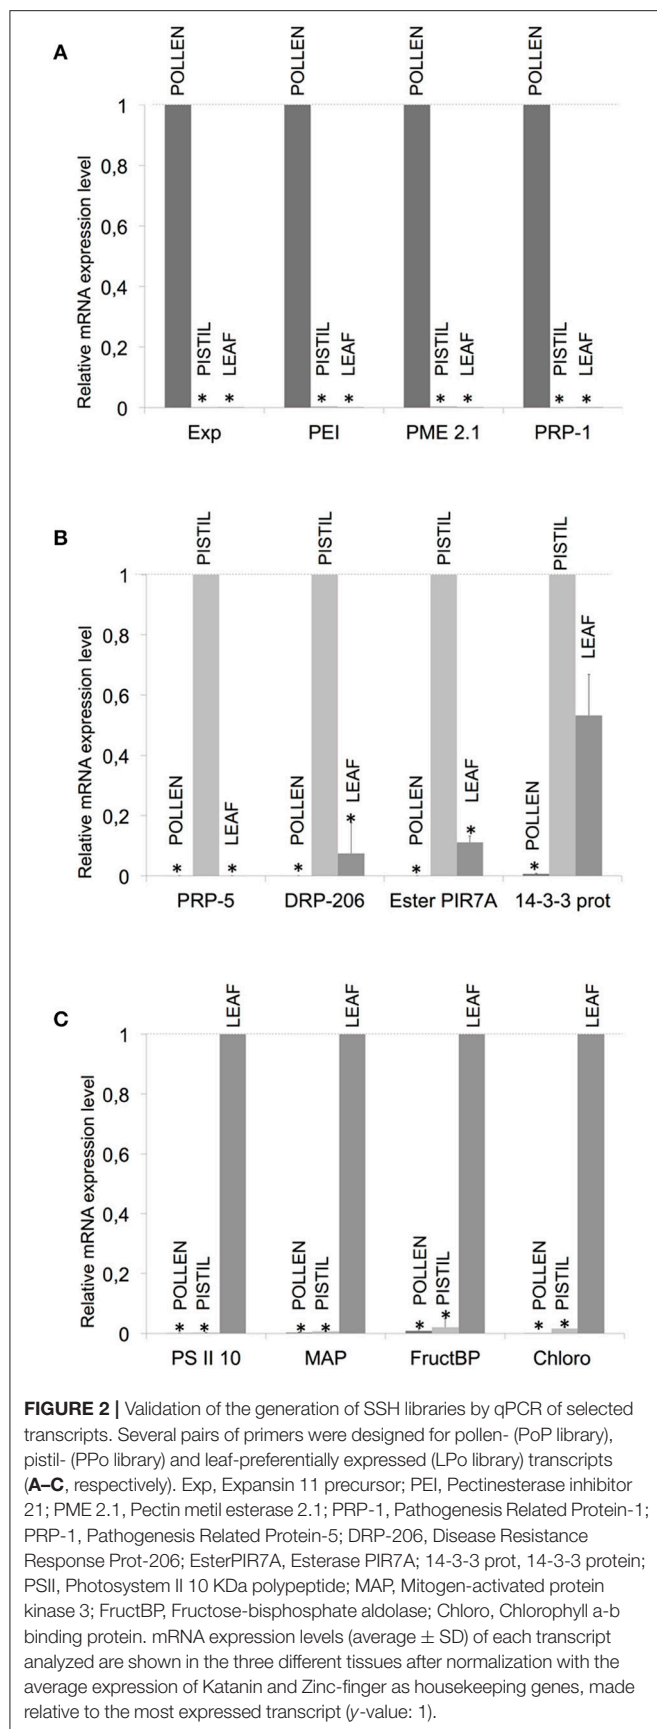 A
POLLEN POLLEN POLLEN POLLEN
Relative mRNA expression level
1
0,8
0,6
0,4
0,2
0
PISTIL LEAF PISTIL LEAF PISTIL LEAF PISTIL LEAF
* * * * * * * *
Exp PEI PME 2.1 PRP-1
B
PISTIL PISTIL PISTIL PISTIL
Relative mRNA expression level
1
0,8
0,6
0,4
0,2
0
POLLEN LEAF POLLEN LEAF POLLEN LEAF POLLEN LEAF
* * * * * * *
PRP-5 DRP-206 Ester PIR7A 14-3-3 prot
C
LEAF LEAF LEAF LEAF
Relative mRNA expression level
1
0,8
0,6
0,4
0,2
0
POLLEN PISTIL POLLEN PISTIL POLLEN PISTIL POLLEN PISTIL
* * * * * * * *
PS II 10 MAP FructBP Chloro
FIGURE 2 | Validation of the generation of SSH libraries by qPCR of selected
transcripts. Several pairs of primers were designed for pollen- (PoP library),
pistil- (PPo library) and leaf-preferentially expressed (LPo library) transcripts
(A–C, respectively). Exp, Expansin 11 precursor; PEI, Pectinesterase inhibitor
21; PME 2.1, Pectin metil esterase 2.1; PRP-1, Pathogenesis Related Protein-1;
PRP-1, Pathogenesis Related Protein-5; DRP-206, Disease Resistance
Response Prot-206; EsterPIR7A, Esterase PIR7A; 14-3-3 prot, 14-3-3 protein;
PSII, Photosystem II 10 KDa polypeptide; MAP, Mitogen-activated protein
kinase 3; FructBP, Fructose-bisphosphate aldolase; Chloro, Chlorophyll a-b
binding protein. mRNA expression levels (average ± SD) of each transcript
analyzed are shown in the three different tissues after normalization with the
average expression of Katanin and Zinc-finger as housekeeping genes, made
relative to the most expressed transcript (y-value: 1).